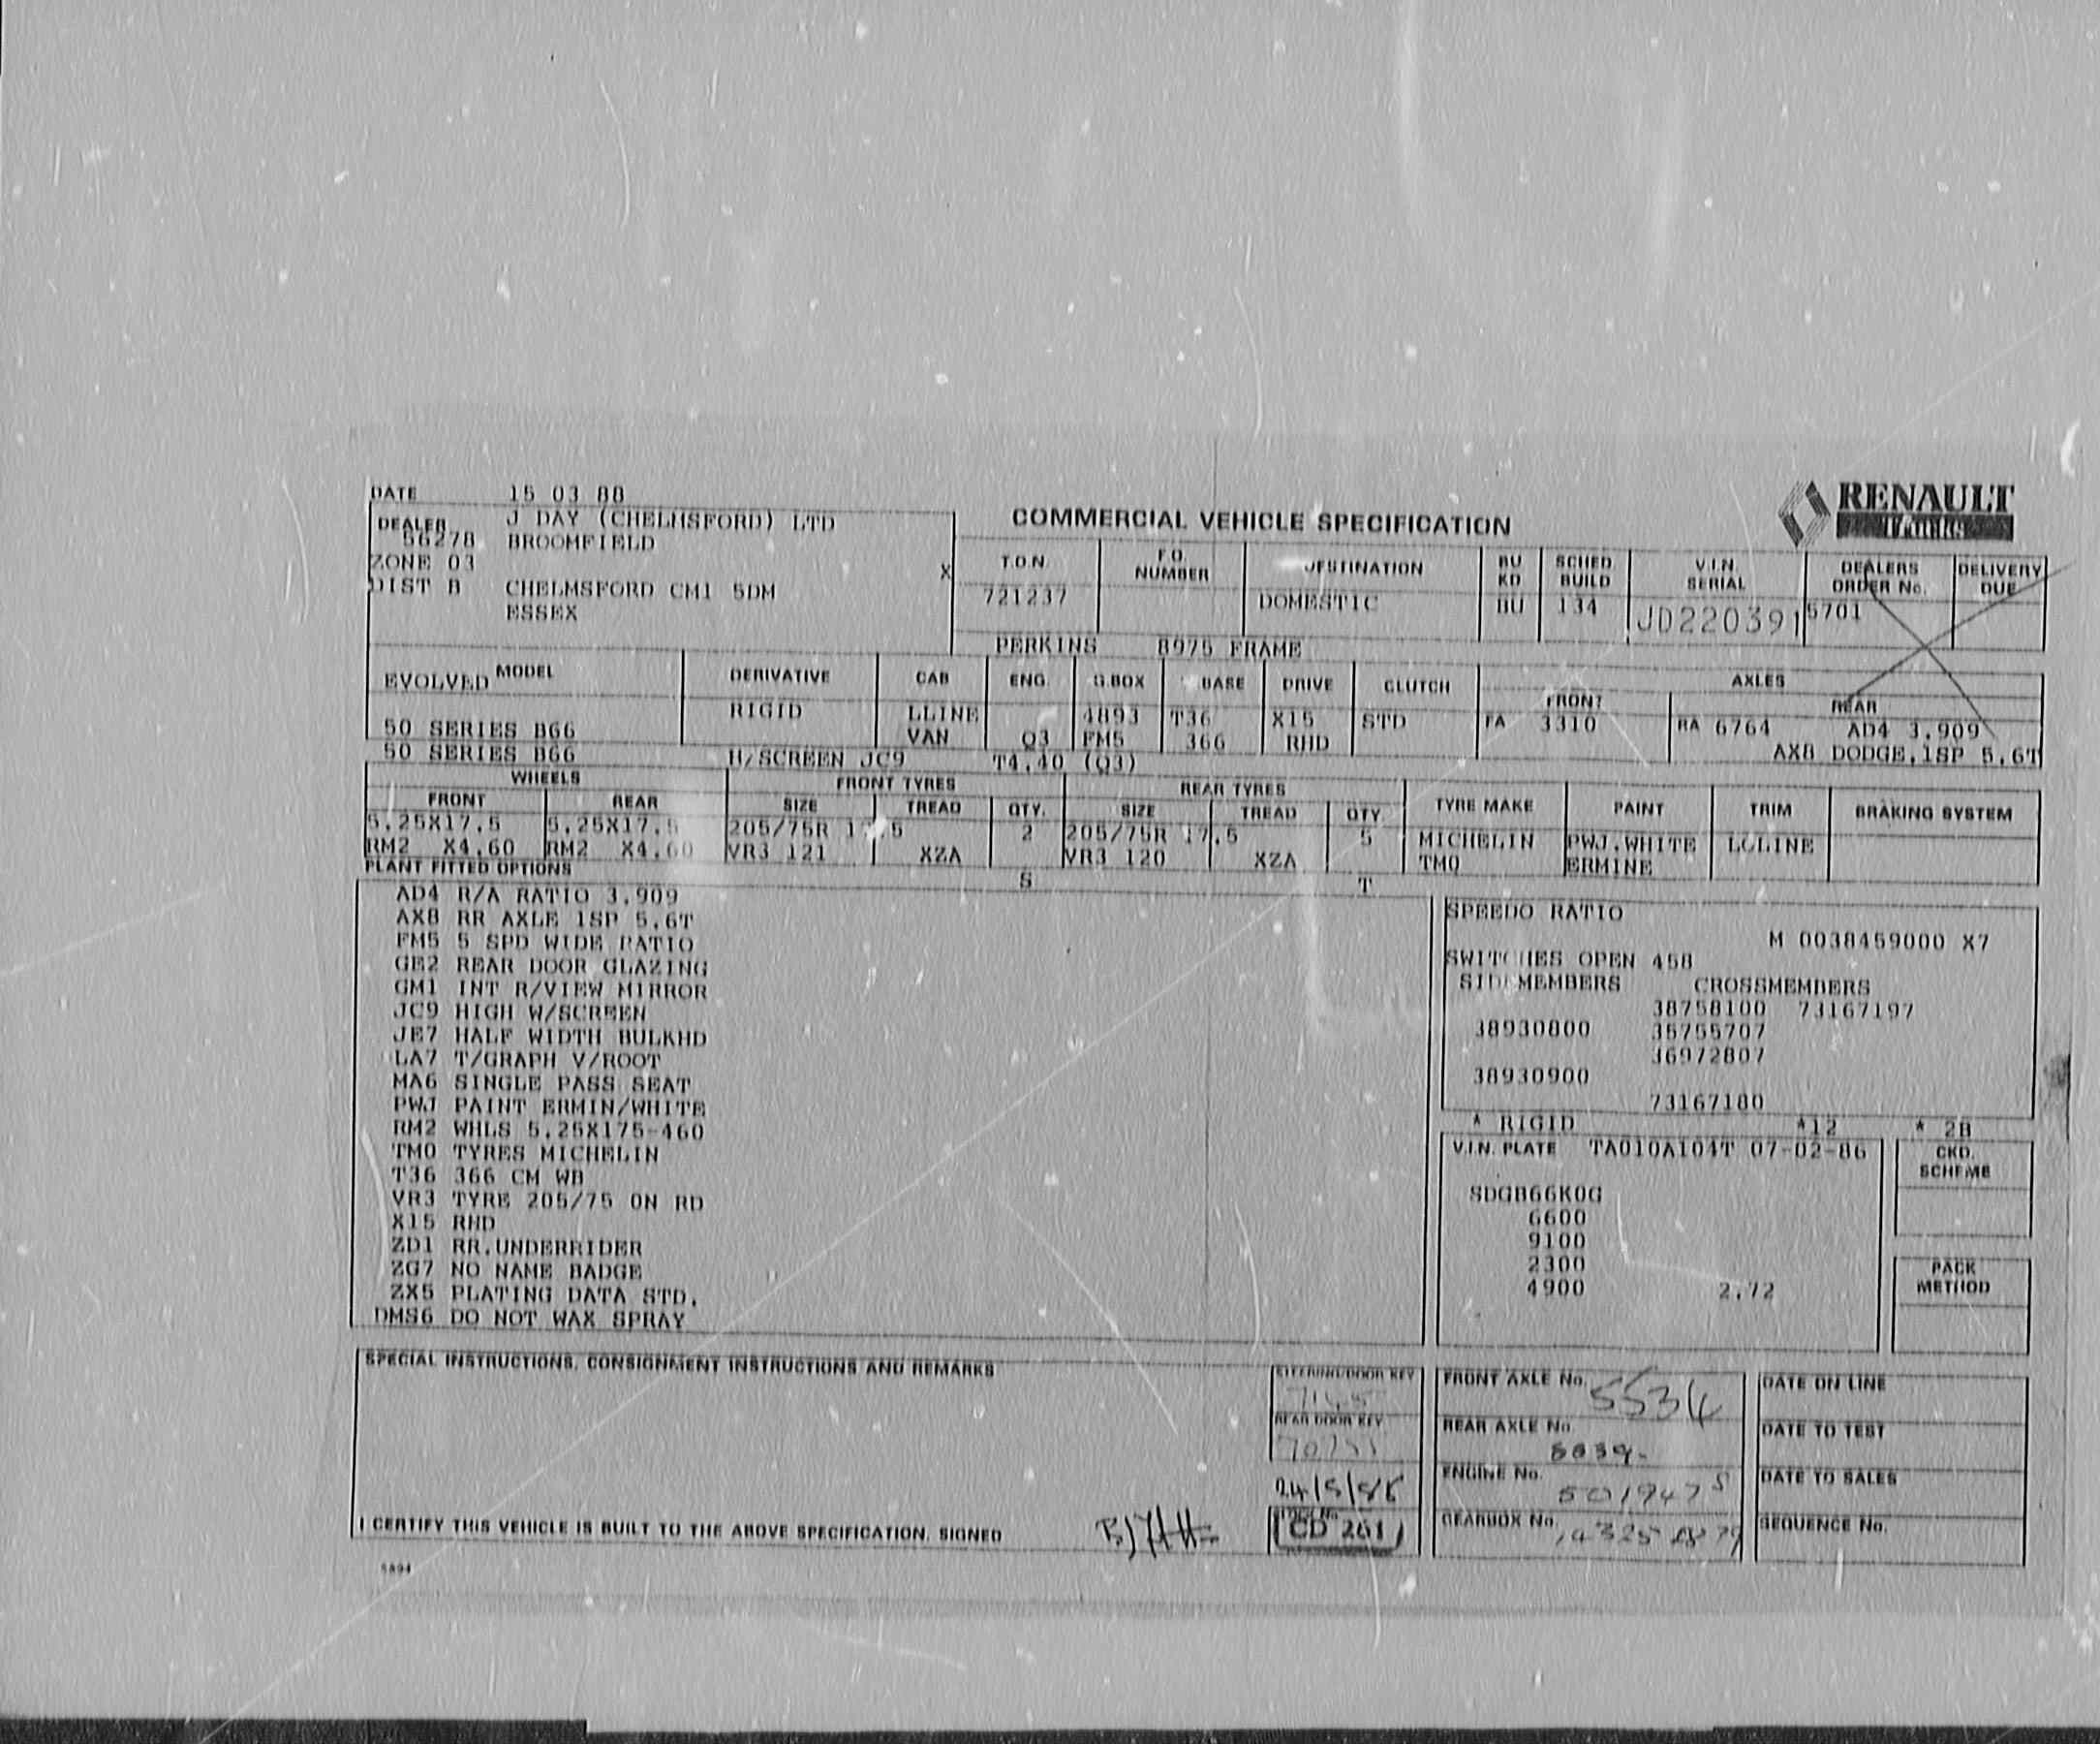 DATE 15 03 88
RENAULT
Trucks
DEALER J DAY (CHELMSFORD) LTD
56278 BROOMFIELD
ZONE 03 X
DIST B CHELMSFORD CM1 5DM
ESSEX
COMMERCIAL VEHICLE SPECIFICATION
T.O.N. F.O. NUMBER DESTINATION BU KD SCHED BUILD V.I.N. SERIAL DEALERS ORDER No. DELIVERY DUE
721237 DOMESTIC BU 134 JD220391 5701
PERKINS 8975 FRAME
MODEL DERIVATIVE CAB ENG. G.BOX BASE DRIVE CLUTCH AXLES
EVOLVED FRONT REAR
RIGID LLINE 4893 T36 X15 STD FA 3310 RA 6764 AD4 3.909
50 SERIES B66 VAN Q3 FM5 366 RHD AX8 DODGE,1SP 5.6T
50 SERIES B66 H/SCREEN JC9 T4.40 (Q3)
WHEELS FRONT TYRES REAR TYRES
FRONT REAR SIZE TREAD QTY. SIZE TREAD QTY TYRE MAKE PAINT TRIM BRAKING SYSTEM
5.25X17.5 5.25X17.5 205/75R 17.5 2 205/75R 17.5 5 MICHELIN PWJ.WHITE LCLINE
RM2 X4.60 RM2 X4.60 VR3 121 XZA VR3 120 XZA TM0 ERMINE
PLANT FITTED OPTIONS S T
AD4 R/A RATIO 3.909
AX8 RR AXLE 1SP 5.6T
FM5 5 SPD WIDE RATIO
GE2 REAR DOOR GLAZING
GM1 INT R/VIEW MIRROR
JC9 HIGH W/SCREEN
JE7 HALF WIDTH BULKHD
LA7 T/GRAPH V/ROOT
MA6 SINGLE PASS SEAT
PWJ PAINT ERMIN/WHITE
RM2 WHLS 5.25X175-460
TM0 TYRES MICHELIN
T36 366 CM WB
VR3 TYRE 205/75 ON RD
X15 RHD
ZD1 RR.UNDERRIDER
ZG7 NO NAME BADGE
ZX5 PLATING DATA STD.
DMS6 DO NOT WAX SPRAY
SPEEDO RATIO
M 0038459000 X7
SWITCHES OPEN 458
SIDEMEMBERS CROSSMEMBERS
38758100 73167197
38930800 35755707
36972807
38930900
73167180
* RIGID *12 * 28
V.I.N. PLATE TA010A104T 07-02-86
SDGB66K0G
6600
9100
2300
4900 2.72
CKD. SCHEME
PACK METHOD
SPECIAL INSTRUCTIONS, CONSIGNMENT INSTRUCTIONS AND REMARKS
STEERING/DOOR KEY
REAR DOOR KEY
24/5/88
CD 261
FRONT AXLE No. 5534
REAR AXLE No 8839
ENGINE No. 5019475
GEARBOX No.
DATE ON LINE
DATE TO TEST
DATE TO SALES
SEQUENCE No.
I CERTIFY THIS VEHICLE IS BUILT TO THE ABOVE SPECIFICATION. SIGNED
5894